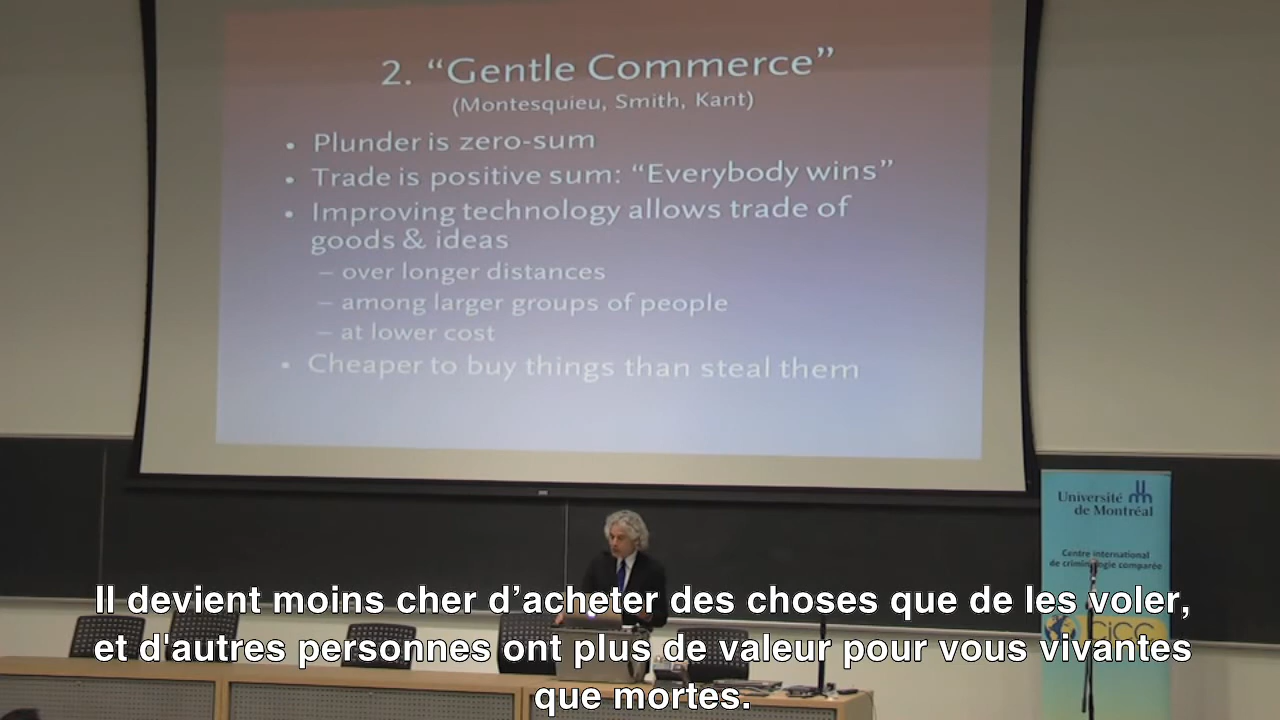 2. “Gentle Commerce”
(Montesquieu, Smith, Kant)
• Plunder is zero-sum
• Trade is positive sum: “Everybody wins”
• Improving technology allows trade of
goods & ideas
– over longer distances
– among larger groups of people
– at lower cost
• Cheaper to buy things than steal them
Université
de Montréal
Centre international
de criminologie comparée
CICC
Il devient moins cher d’acheter des choses que de les voler,
et d'autres personnes ont plus de valeur pour vous vivantes
que mortes.